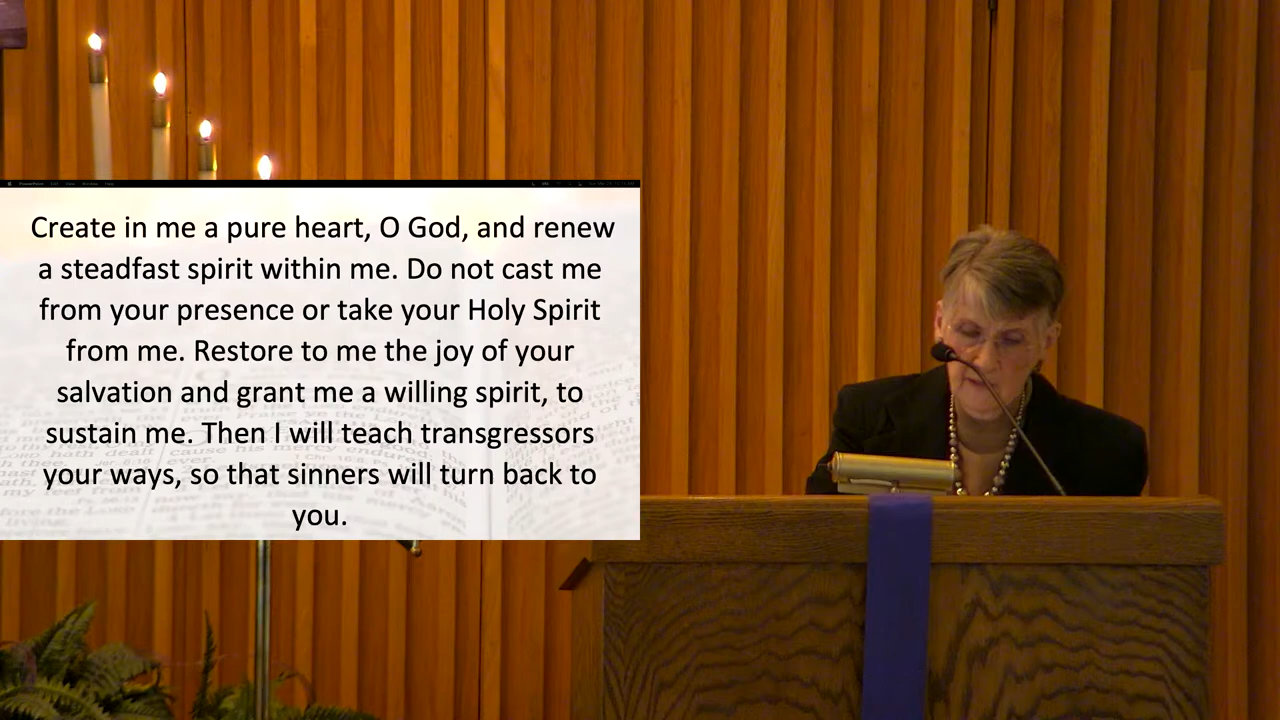 Create in me a pure heart, O God, and renew
a steadfast spirit within me. Do not cast me
from your presence or take your Holy Spirit
from me. Restore to me the joy of your
salvation and grant me a willing spirit, to
sustain me. Then I will teach transgressors
your ways, so that sinners will turn back to
you.